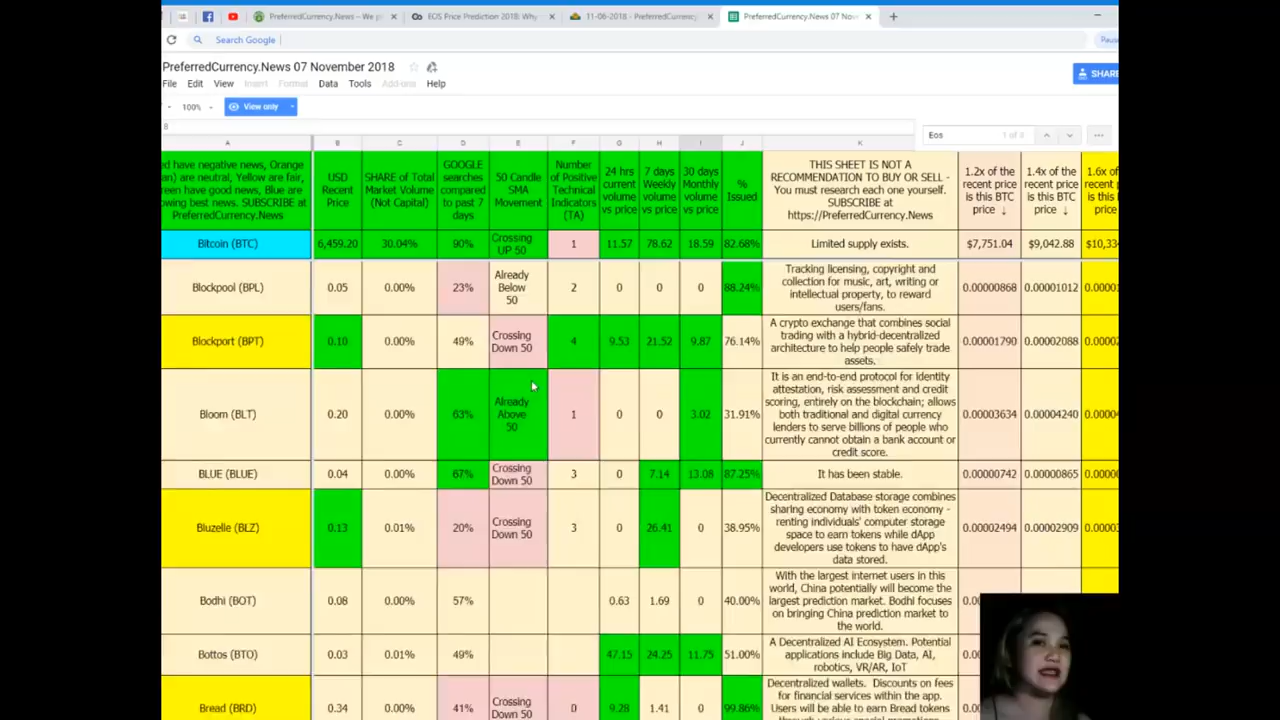 PreferredCurrency.News – We pr
EOS Price Prediction 2018: Why
11-06-2018 - PreferredCurrency
PreferredCurrency.News 07 Nov
Search Google
PreferredCurrency.News 07 November 2018
File Edit View Insert Format Data Tools Add-ons Help
SHARE
100% View only
Eos 1 of
A B C D E F G H I J K
ed have negative news, Orange
an) are neutral, Yellow are fair,
reen have good news, Blue are
owing best news. SUBSCRIBE at
PreferredCurrency.News
USD
Recent
Price
SHARE of Total
Market Volume
(Not Capital)
GOOGLE
searches
compared
to past 7
days
50 Candle
SMA
Movement
Number
of Positive
Technical
Indicators
(TA)
24 hrs
current
volume
vs price
7 days
Weekly
volume
vs price
30 days
Monthly
volume
vs price
%
Issued
THIS SHEET IS NOT A
RECOMMENDATION TO BUY OR SELL -
You must research each one yourself.
SUBSCRIBE at
https://PreferredCurrency.News
1.2x of the
recent price
is this BTC
price ↓
1.4x of the
recent price
is this BTC
price ↓
1.6x of
recent p
is this B
price
Bitcoin (BTC) 6,459.20 30.04% 90% Crossing
UP 50
1 11.57 78.62 18.59 82.68% Limited supply exists. $7,751.04 $9,042.88 $10,33
Blockpool (BPL) 0.05 0.00% 23% Already
Below
50
2 0 0 0 88.24% Tracking licensing, copyright and
collection for music, art, writing or
intellectual property, to reward
users/fans.
0.00000868 0.00001012 0.00001
Blockport (BPT) 0.10 0.00% 49% Crossing
Down 50
4 9.53 21.52 9.87 76.14% A crypto exchange that combines social
trading with a hybrid-decentralized
architecture to help people safely trade
assets.
0.00001790 0.00002088 0.00002
Bloom (BLT) 0.20 0.00% 63% Already
Above
50
1 0 0 3.02 31.91% It is an end-to-end protocol for identity
attestation, risk assessment and credit
scoring, entirely on the blockchain; allows
both traditional and digital currency
lenders to serve billions of people who
currently cannot obtain a bank account or
credit score.
0.00003634 0.00004240 0.00004
BLUE (BLUE) 0.04 0.00% 67% Crossing
Down 50
3 0 7.14 13.08 87.25% It has been stable. 0.00000742 0.00000865 0.0000
Bluzelle (BLZ) 0.13 0.01% 20% Crossing
Down 50
3 0 26.41 0 38.95% Decentralized Database storage combines
sharing economy with token economy -
renting individuals' computer storage
space to earn tokens while dApp
developers use tokens to have dApp's
data stored.
0.00002494 0.00002909 0.00003
Bodhi (BOT) 0.08 0.00% 57% 0.63 1.69 0 40.00% With the largest internet users in this
world, China potentially will become the
largest prediction market. Bodhi focuses
on bringing China prediction market to
the world.
Bottos (BTO) 0.03 0.01% 49% 47.15 24.25 11.75 51.00% A Decentralized AI Ecosystem. Potential
applications include Big Data, AI,
robotics, VR/AR, IoT
Bread (BRD) 0.34 0.00% 41% Crossing
Down 50
0 9.28 1.41 0 99.86% Decentralized wallets. Discounts on fees
for financial services within the app.
Users will be able to earn Bread tokens